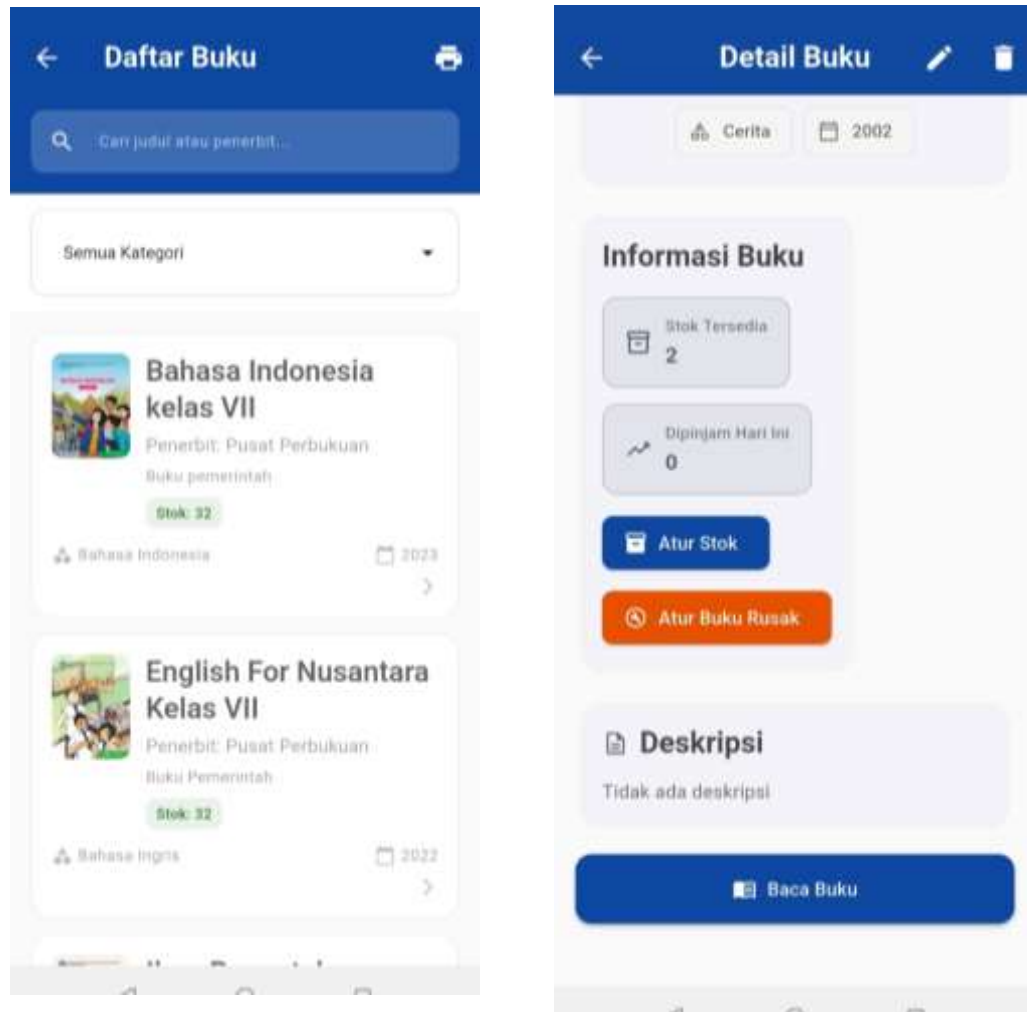 Daftar Buku
Cari judul atau penerbit...
Semua Kategori
Bahasa Indonesia
kelas VII
Penerbit: Pusat Perbukuan
Buku pemerintah
Stok: 32
Bahasa Indonesia
2023
English For Nusantara
Kelas VII
Penerbit: Pusat Perbukuan
Buku Pemerintah
Stok: 32
Bahasa Ingris
2022
Detail Buku
Cerita
2002
Informasi Buku
Stok Tersedia
2
Dipinjam Hari Ini
0
Atur Stok
Atur Buku Rusak
Deskripsi
Tidak ada deskripsi
Baca Buku